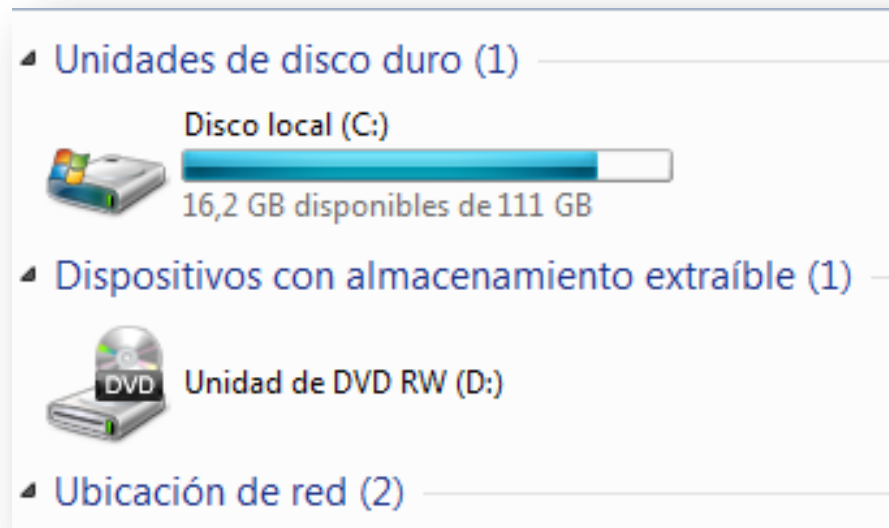 Unidades de disco duro (1)
Disco local (C:)
16,2 GB disponibles de 111 GB
Dispositivos con almacenamiento extraíble (1)
DVD
Unidad de DVD RW (D:)
Ubicación de red (2)